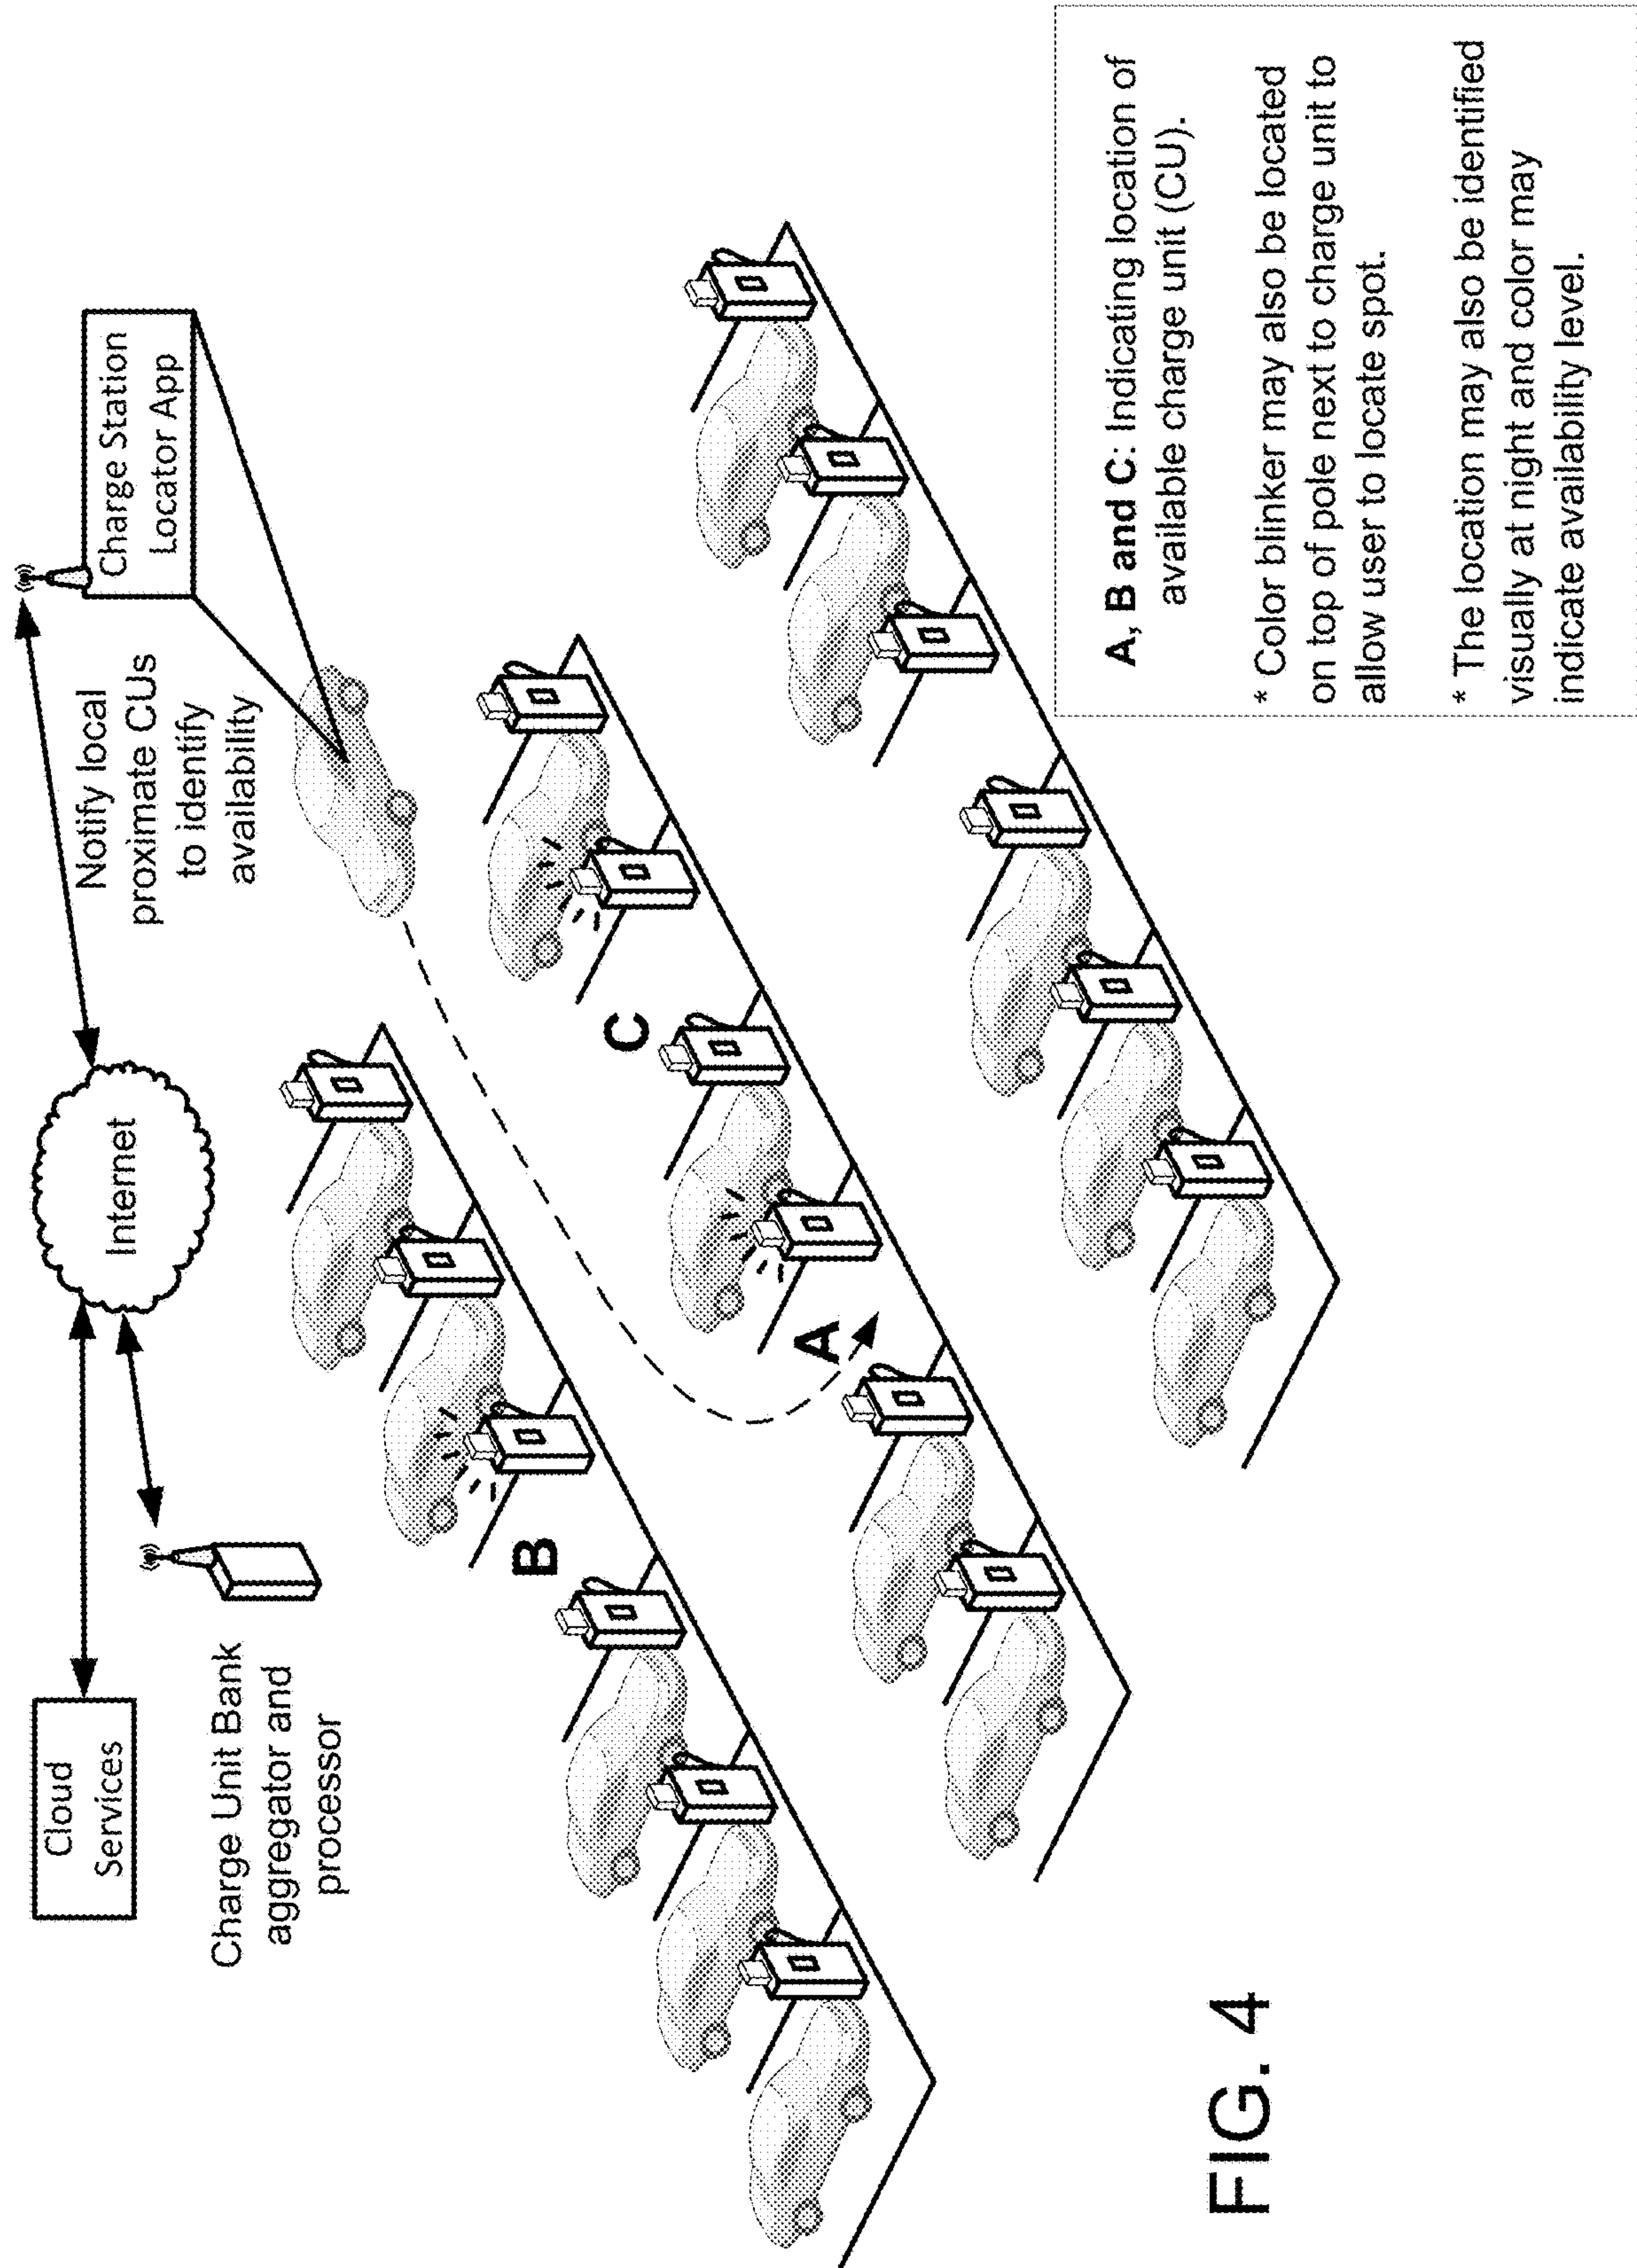 Cloud
Services
Internet
Charge Station
Locator App
Notify local
proximate CUs
to identify
availability
Charge Unit Bank
aggregator and
processor
B
C
A
A, B and C: Indicating location of
available charge unit (CU).
* Color blinker may also be located
on top of pole next to charge unit to
allow user to locate spot.
* The location may also be identified
visually at night and color may
indicate availability level.
FIG. 4